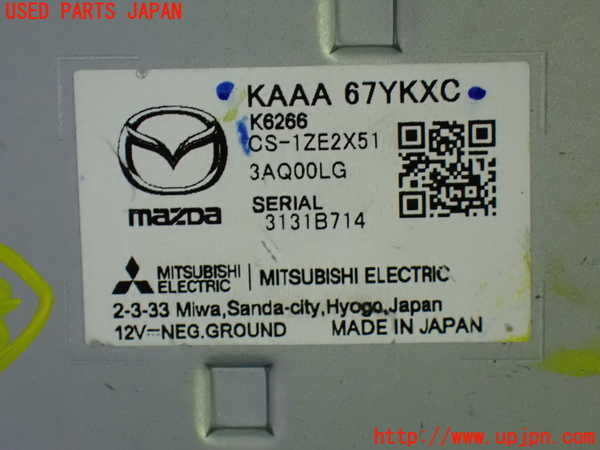 USED PARTS JAPAN
KAAA 67YKXC
K6266
CS-1ZE2X51
3AQ00LG
SERIAL
3131B714
mazda
MITSUBISHI ELECTRIC | MITSUBISHI ELECTRIC
2-3-33 Miwa,Sanda-city,Hyogo,Japan
12V⎓NEG.GROUND MADE IN JAPAN
http://www.upjpn.com/